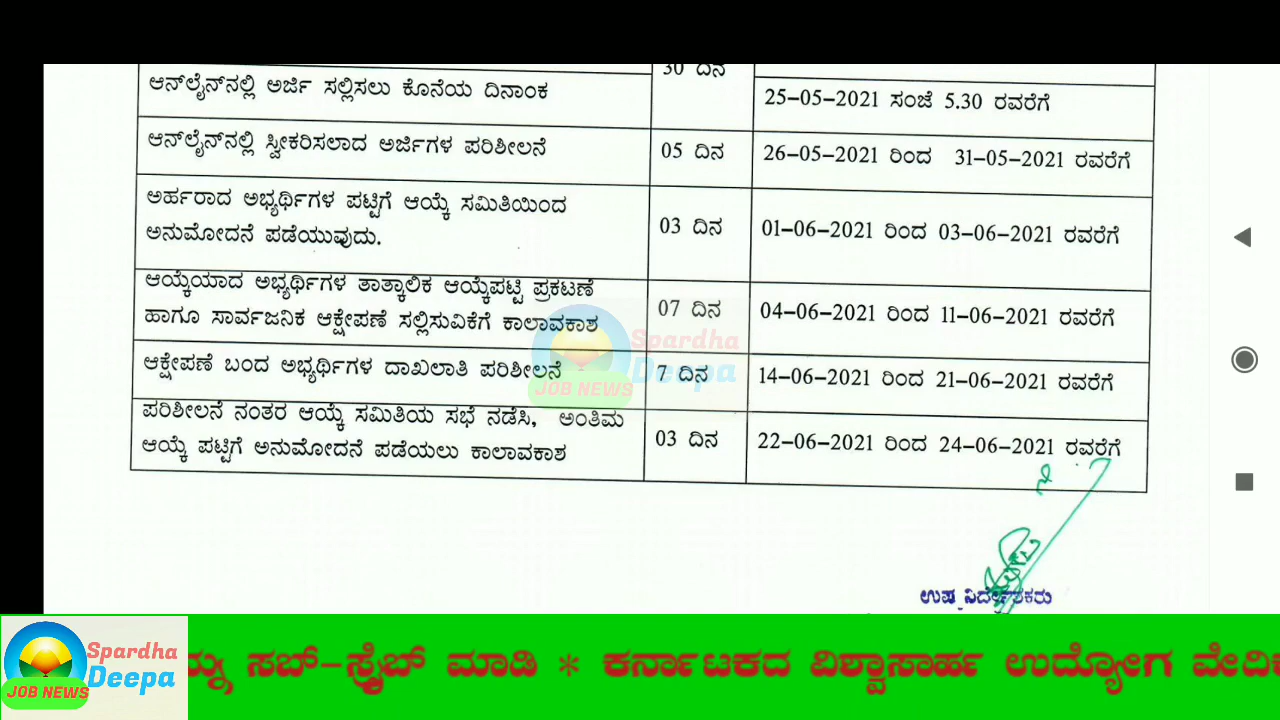 30 ದಿನ
ಆನ್‌ಲೈನ್‌ನಲ್ಲಿ ಅರ್ಜಿ ಸಲ್ಲಿಸಲು ಕೊನೆಯ ದಿನಾಂಕ
25-05-2021 ಸಂಜೆ 5.30 ರವರೆಗೆ
ಆನ್‌ಲೈನ್‌ನಲ್ಲಿ ಸ್ವೀಕರಿಸಲಾದ ಅರ್ಜಿಗಳ ಪರಿಶೀಲನೆ
05 ದಿನ
26-05-2021 ರಿಂದ 31-05-2021 ರವರೆಗೆ
ಅರ್ಹರಾದ ಅಭ್ಯರ್ಥಿಗಳ ಪಟ್ಟಿಗೆ ಆಯ್ಕೆ ಸಮಿತಿಯಿಂದ
ಅನುಮೋದನೆ ಪಡೆಯುವುದು.
03 ದಿನ
01-06-2021 ರಿಂದ 03-06-2021 ರವರೆಗೆ
ಆಯ್ಕೆಯಾದ ಅಭ್ಯರ್ಥಿಗಳ ತಾತ್ಕಾಲಿಕ ಆಯ್ಕೆಪಟ್ಟಿ ಪ್ರಕಟಣೆ
ಹಾಗೂ ಸಾರ್ವಜನಿಕ ಆಕ್ಷೇಪಣೆ ಸಲ್ಲಿಸುವಿಕೆಗೆ ಕಾಲಾವಕಾಶ
07 ದಿನ
04-06-2021 ರಿಂದ 11-06-2021 ರವರೆಗೆ
ಆಕ್ಷೇಪಣೆ ಬಂದ ಅಭ್ಯರ್ಥಿಗಳ ದಾಖಲಾತಿ ಪರಿಶೀಲನೆ
7 ದಿನ
14-06-2021 ರಿಂದ 21-06-2021 ರವರೆಗೆ
ಪರಿಶೀಲನೆ ನಂತರ ಆಯ್ಕೆ ಸಮಿತಿಯ ಸಭೆ ನಡೆಸಿ, ಅಂತಿಮ
ಆಯ್ಕೆ ಪಟ್ಟಿಗೆ ಅನುಮೋದನೆ ಪಡೆಯಲು ಕಾಲಾವಕಾಶ
03 ದಿನ
22-06-2021 ರಿಂದ 24-06-2021 ರವರೆಗೆ
Spardha
Deepa
JOB NEWS
ಉಪ ನಿರ್ದೇಶಕರು
Spardha
Deepa
JOB NEWS
ಸಬ್-ಸ್ಕ್ರೈಬ್ ಮಾಡಿ * ಕರ್ನಾಟಕದ ವಿಶ್ವಾಸಾರ್ಹ ಉದ್ಯೋಗ